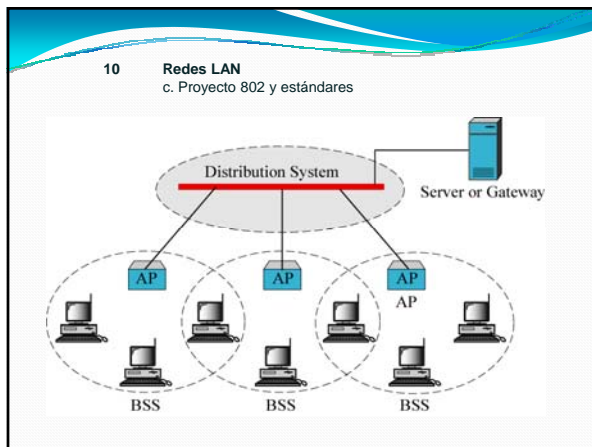 10 Redes LAN
c. Proyecto 802 y estándares
Distribution System
Server or Gateway
AP
AP
AP
AP
BSS
BSS
BSS